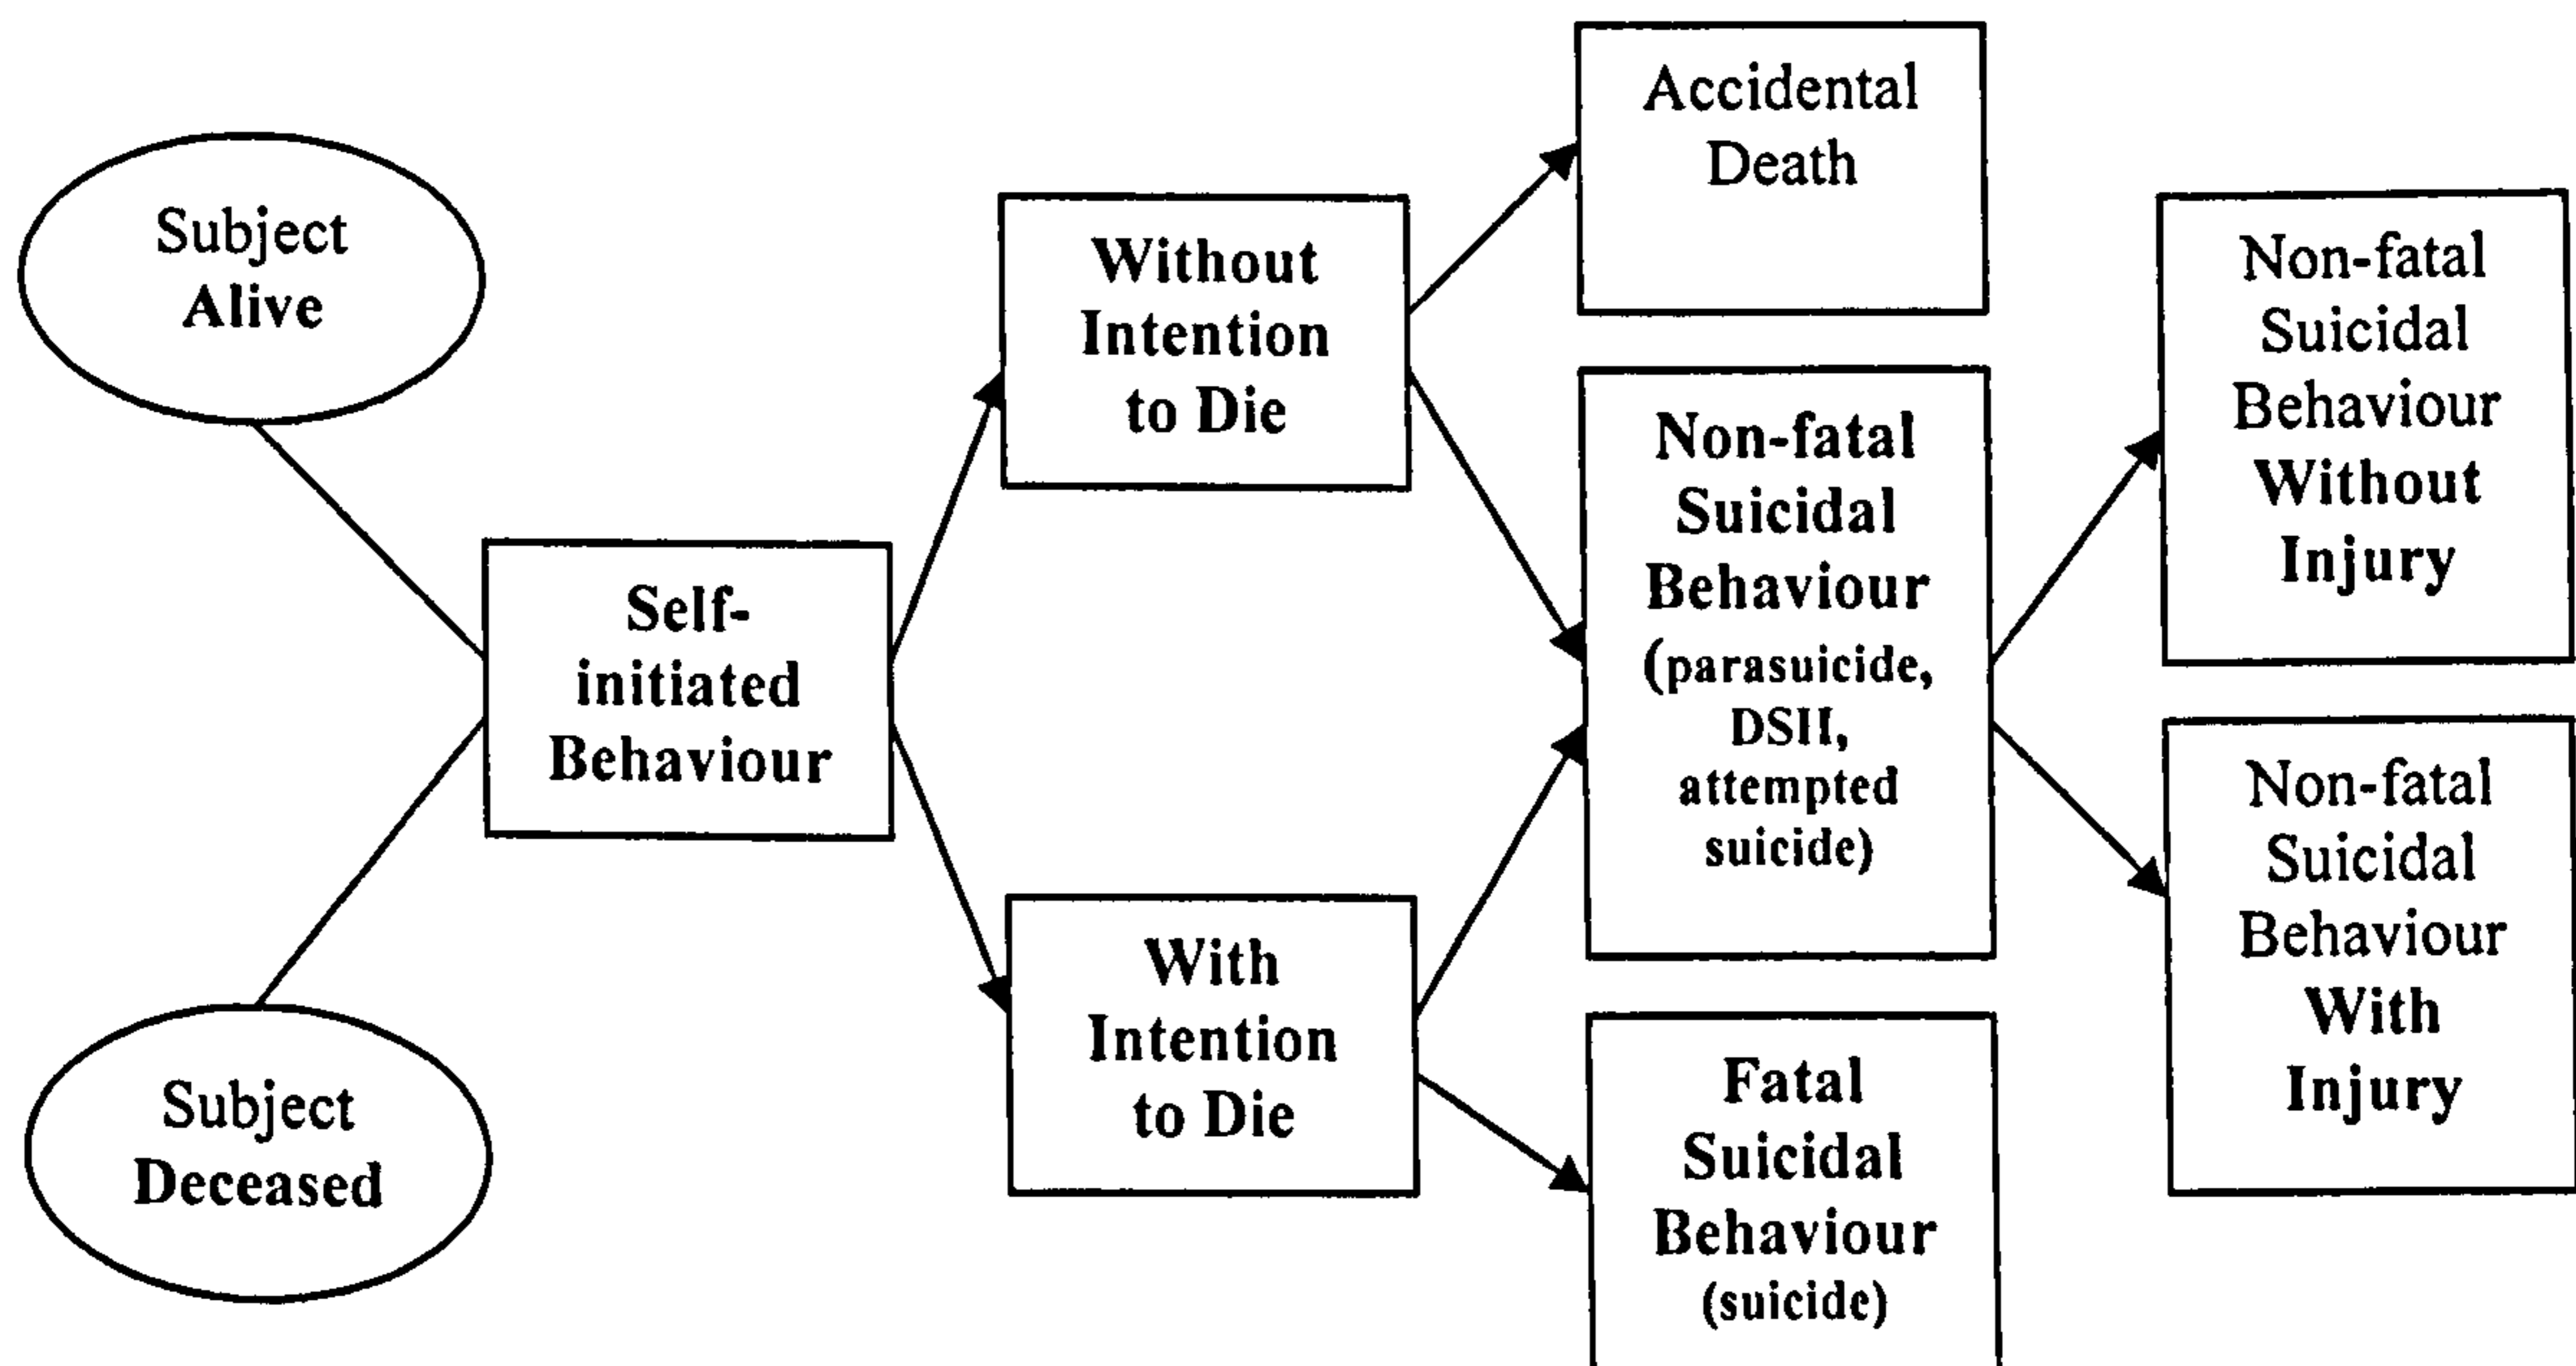 Subject
Alive
Subject
Deceased
Self-
initiated
Behaviour
Without
Intention
to Die
With
Intention
to Die
Accidental
Death
Non-fatal
Suicidal
Behaviour
(parasuicide,
DSH,
attempted
suicide)
Fatal
Suicidal
Behaviour
(suicide)
Non-fatal
Suicidal
Behaviour
Without
Injury
Non-fatal
Suicidal
Behaviour
With
Injury